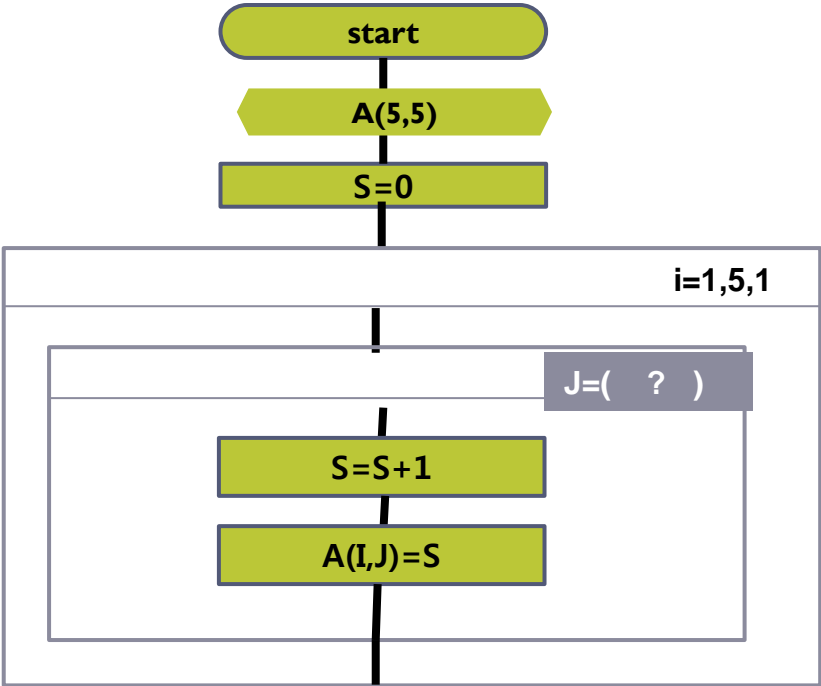 start
A(5,5)
S=0
i=1,5,1
J=( ? )
S=S+1
A(I,J)=S